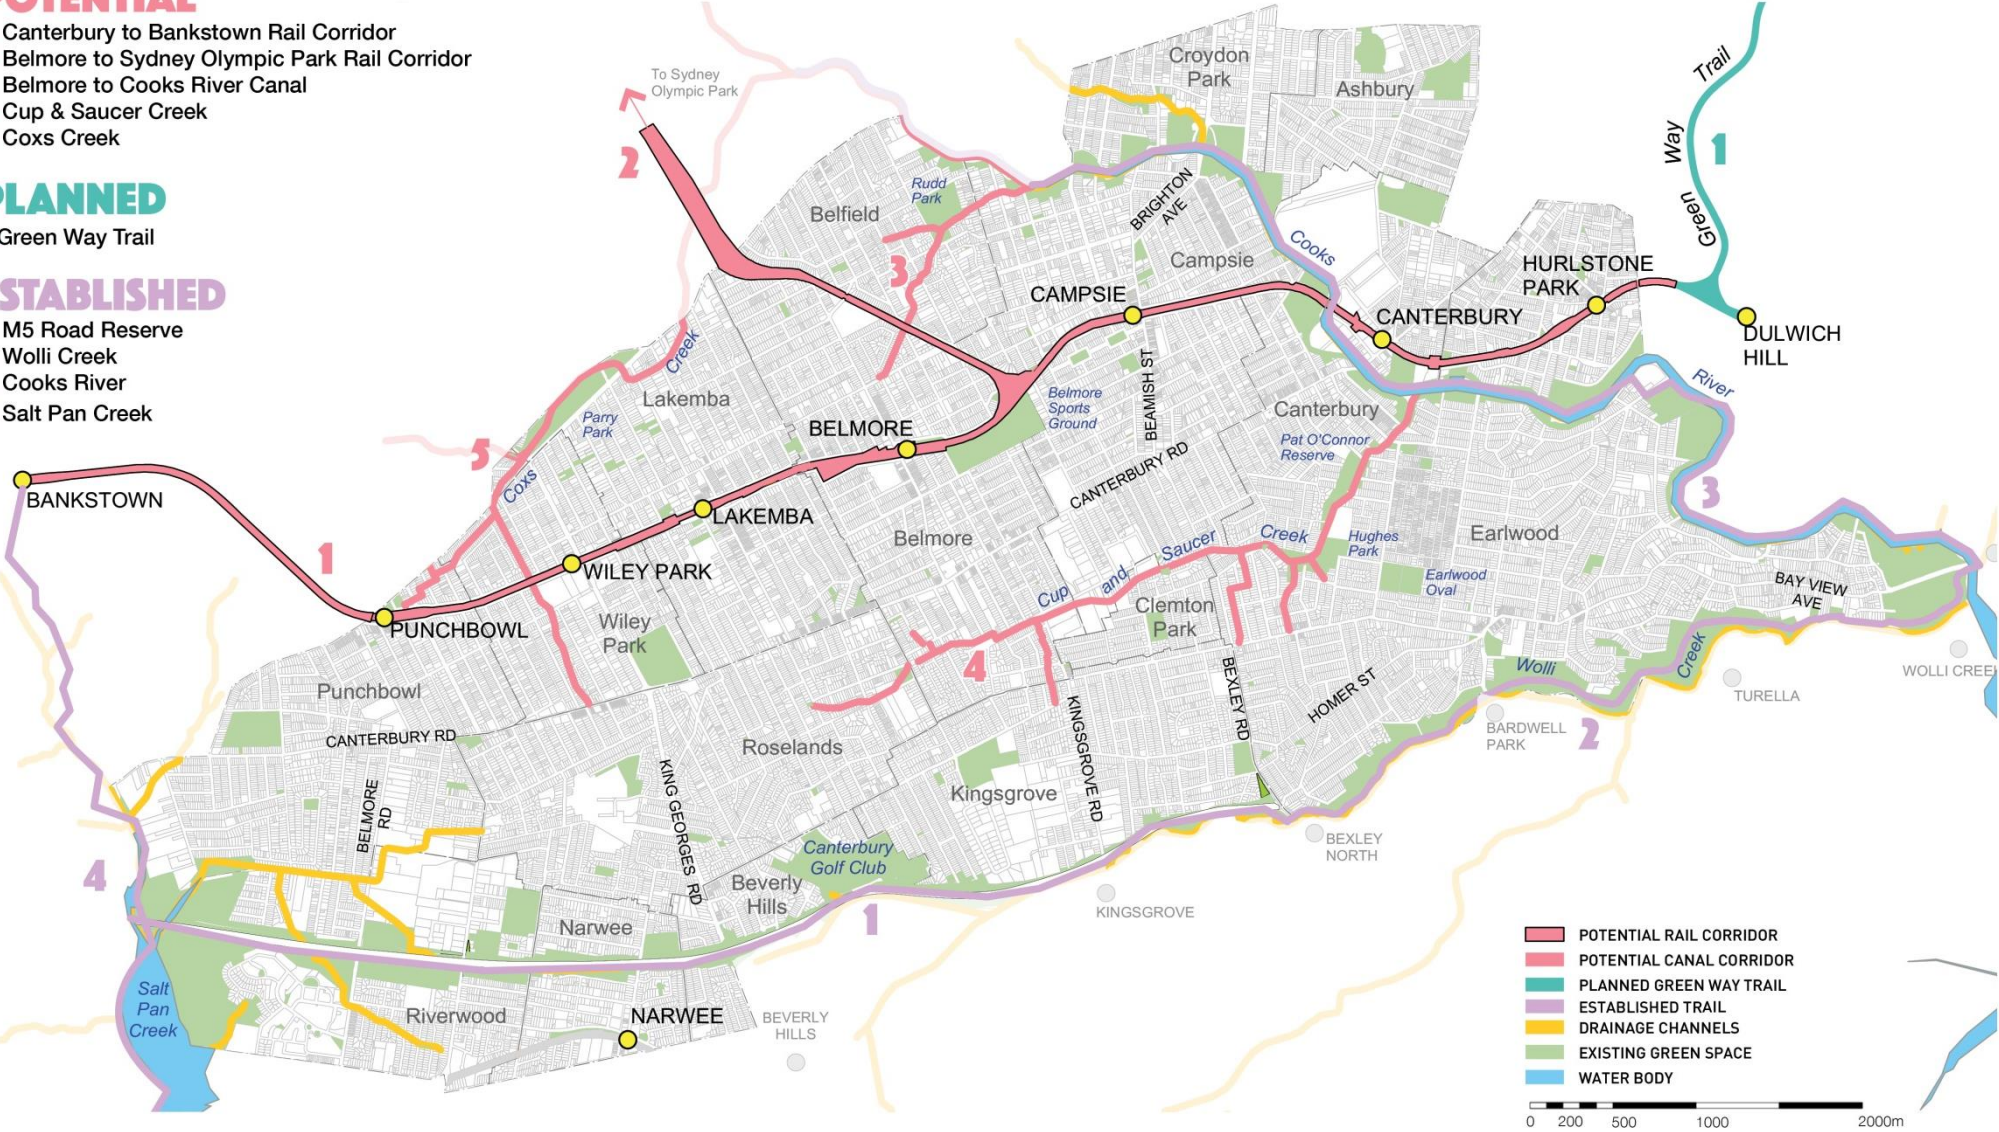 POTENTIAL
Canterbury to Bankstown Rail Corridor
Belmore to Sydney Olympic Park Rail Corridor
Belmore to Cooks River Canal
Cup & Saucer Creek
Coxs Creek
PLANNED
Green Way Trail
ESTABLISHED
M5 Road Reserve
Wolli Creek
Cooks River
Salt Pan Creek
To Sydney
Olympic Park
2
Croydon
Park
Ashbury
Green Way Trail
1
Rudd
Park
Belfield
BRIGHTON
AVE
Campsie
Cooks
3
HURLSTONE
PARK
CAMPSIE
CANTERBURY
DULWICH
HILL
Creek
Lakemba
Parry
Park
Belmore
Sports
Ground
BEAMISH ST
Canterbury
River
BELMORE
Pat O'Connor
Reserve
5
Coxs
CANTERBURY RD
3
BANKSTOWN
LAKEMBA
1
WILEY PARK
Belmore
Cup and Saucer Creek
Hughes
Park
Earlwood
Earlwood
Oval
BAY VIEW
AVE
PUNCHBOWL
Wiley
Park
Clemton
Park
4
Punchbowl
BEXLEY RD
HOMER ST
Wolli Creek
WOLLI CREE
TURELLA
BARDWELL
PARK
2
CANTERBURY RD
Roselands
KINGSGROVE RD
KING GEORGES RD
Kingsgrove
BELMORE
RD
BEXLEY
NORTH
Canterbury
Golf Club
4
Beverly
Hills
1
KINGSGROVE
Narwee
Salt
Pan
Creek
Riverwood
NARWEE
BEVERLY
HILLS
POTENTIAL RAIL CORRIDOR
POTENTIAL CANAL CORRIDOR
PLANNED GREEN WAY TRAIL
ESTABLISHED TRAIL
DRAINAGE CHANNELS
EXISTING GREEN SPACE
WATER BODY
0 200 500 1000 2000m